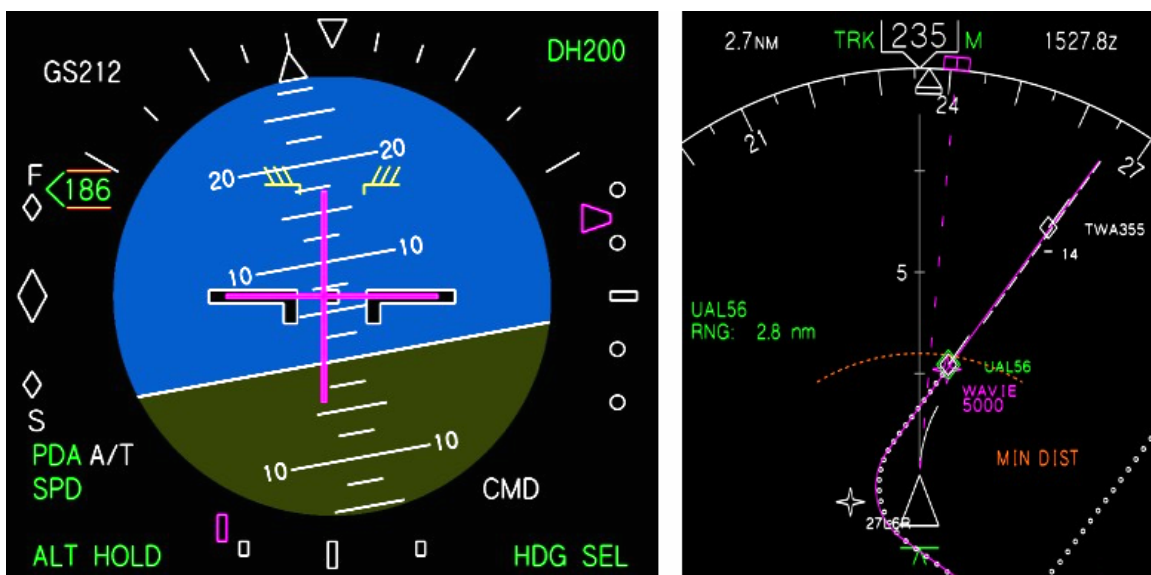 GS212
DH200
20
20
F
186
10
10
S
10
10
PDA A/T
SPD
CMD
ALT HOLD
HDG SEL
2.7NM
TRK 235 M
1527.8Z
21
24
27
TWA355
14
5
UAL56
RNG: 2.8 nm
UAL56
WAVIE
5000
MIN DIST